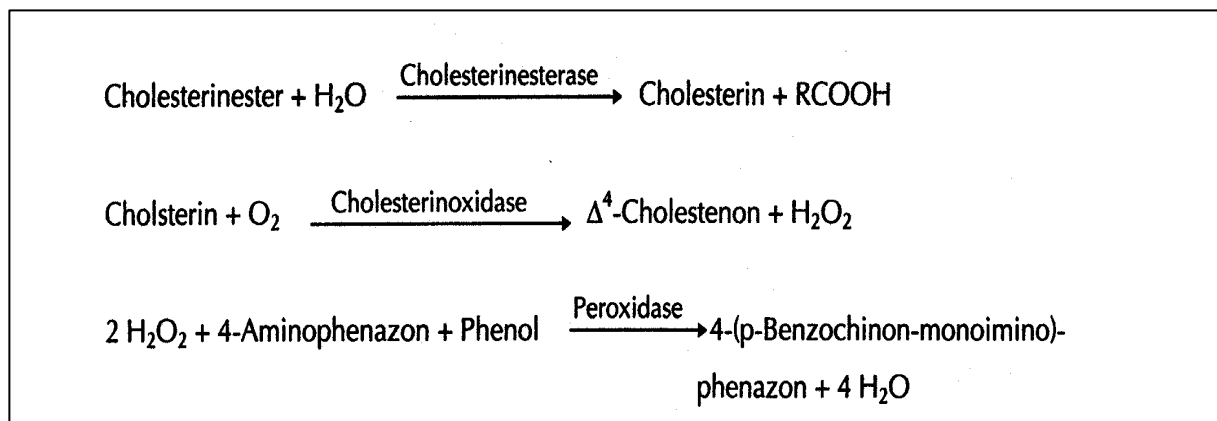 Cholesterinesterase
Cholesterinester + H₂O → Cholesterin + RCOOH
Cholesterinoxidase
Cholsterin + O₂ → Δ⁴-Cholestenon + H₂O₂
Peroxidase
2 H₂O₂ + 4-Aminophenazon + Phenol → 4-(p-Benzochinon-monoimino)-
phenazon + 4 H₂O